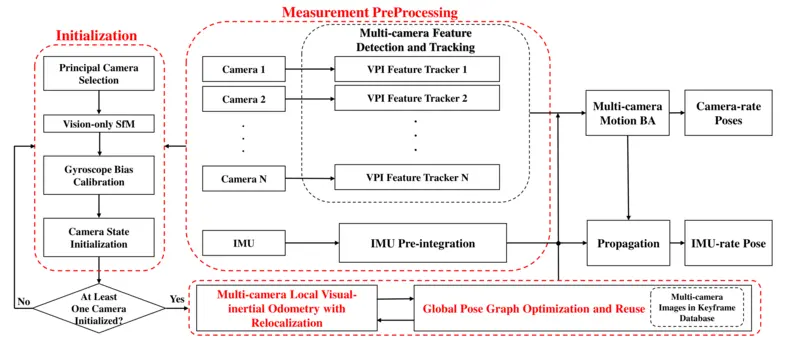 Measurement PreProcessing
Initialization
Principal Camera
Selection
Vision-only SfM
Gyroscope Bias
Calibration
Camera State
Initialization
At Least
One Camera
Initialized?
No
Yes
Multi-camera Feature
Detection and Tracking
Camera 1
VPI Feature Tracker 1
Camera 2
VPI Feature Tracker 2
Camera N
VPI Feature Tracker N
IMU
IMU Pre-integration
Multi-camera
Motion BA
Camera-rate
Poses
Propagation
IMU-rate Pose
Multi-camera Local Visual-
inertial Odometry with
Relocalization
Global Pose Graph Optimization and Reuse
Multi-camera
Images in Keyframe
Database